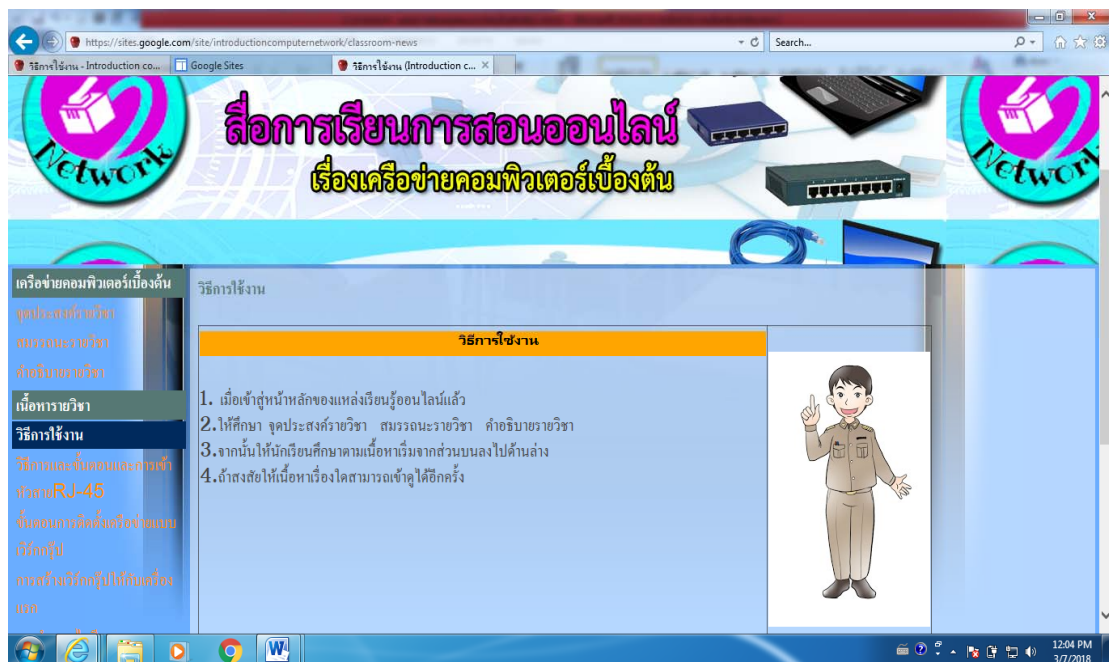 https://sites.google.com/site/introductioncomputernetwork/classroom-news
Search...
วิธีการใช้งาน - Introduction co...
Google Sites
วิธีการใช้งาน (Introduction c...
Network
สื่อการเรียนการสอนออนไลน์
เรื่องเครือข่ายคอมพิวเตอร์เบื้องต้น
Network
เครือข่ายคอมพิวเตอร์เบื้องต้น
จุดประสงค์รายวิชา
สมรรถนะรายวิชา
คำอธิบายรายวิชา
เนื้อหารายวิชา
วิธีการใช้งาน
วิธีการและขั้นตอนและการเข้า
หัวสายRJ-45
ขั้นตอนการติดตั้งเครือข่ายแบบ
เวิร์กกรุ๊ป
การสร้างเวิร์กกรุ๊ปให้กับเครื่อง
แรก
วิธีการใช้งาน
วิธีการใช้งาน
1. เมื่อเข้าสู่หน้าหลักของแหล่งเรียนรู้ออนไลน์แล้ว
2.ให้ศึกษา จุดประสงค์รายวิชา สมรรถนะรายวิชา คำอธิบายรายวิชา
3.จากนั้นให้นักเรียนศึกษาตามเนื้อหาเริ่มจากส่วนบนลงไปด้านล่าง
4.ถ้าสงสัยให้เนื้อหาเรื่องใดสามารถเข้าดูได้อีกครั้ง
12:04 PM
3/7/2018